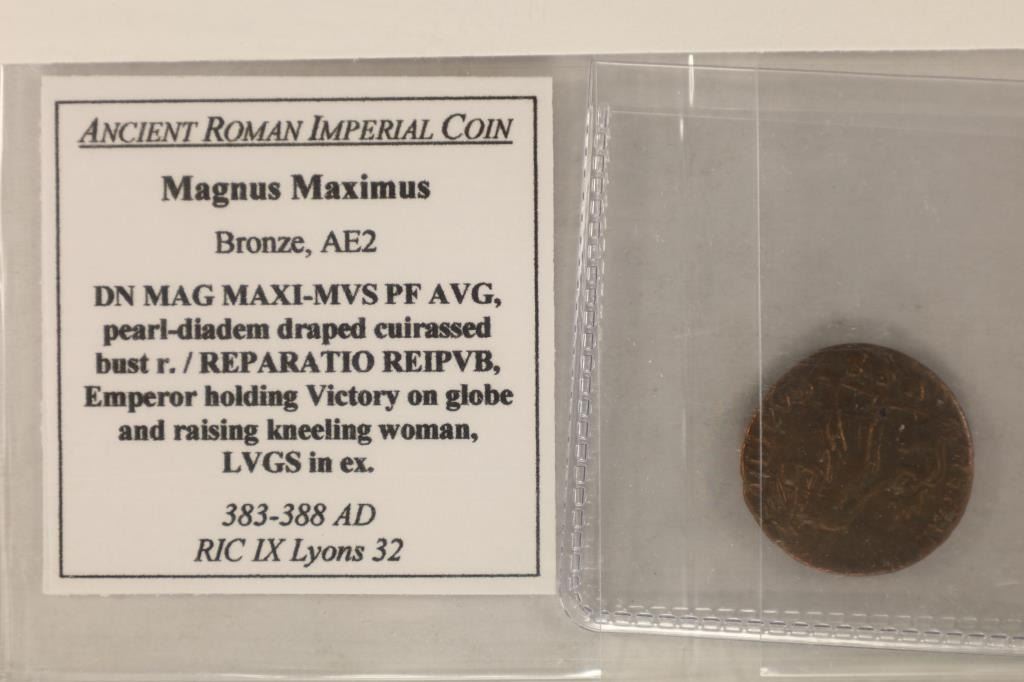 ANCIENT ROMAN IMPERIAL COIN
Magnus Maximus
Bronze, AE2
DN MAG MAXI-MVS PF AVG,
pearl-diadem draped cuirassed
bust r. / REPARATIO REIPVB,
Emperor holding Victory on globe
and raising kneeling woman,
LVGS in ex.
383-388 AD
RIC IX Lyons 32